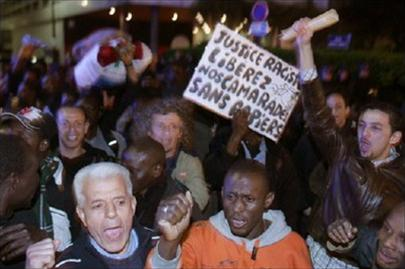 JUSTICE RACISTE
LIBÉREZ
NOS CAMARADES
SANS PAPIERS